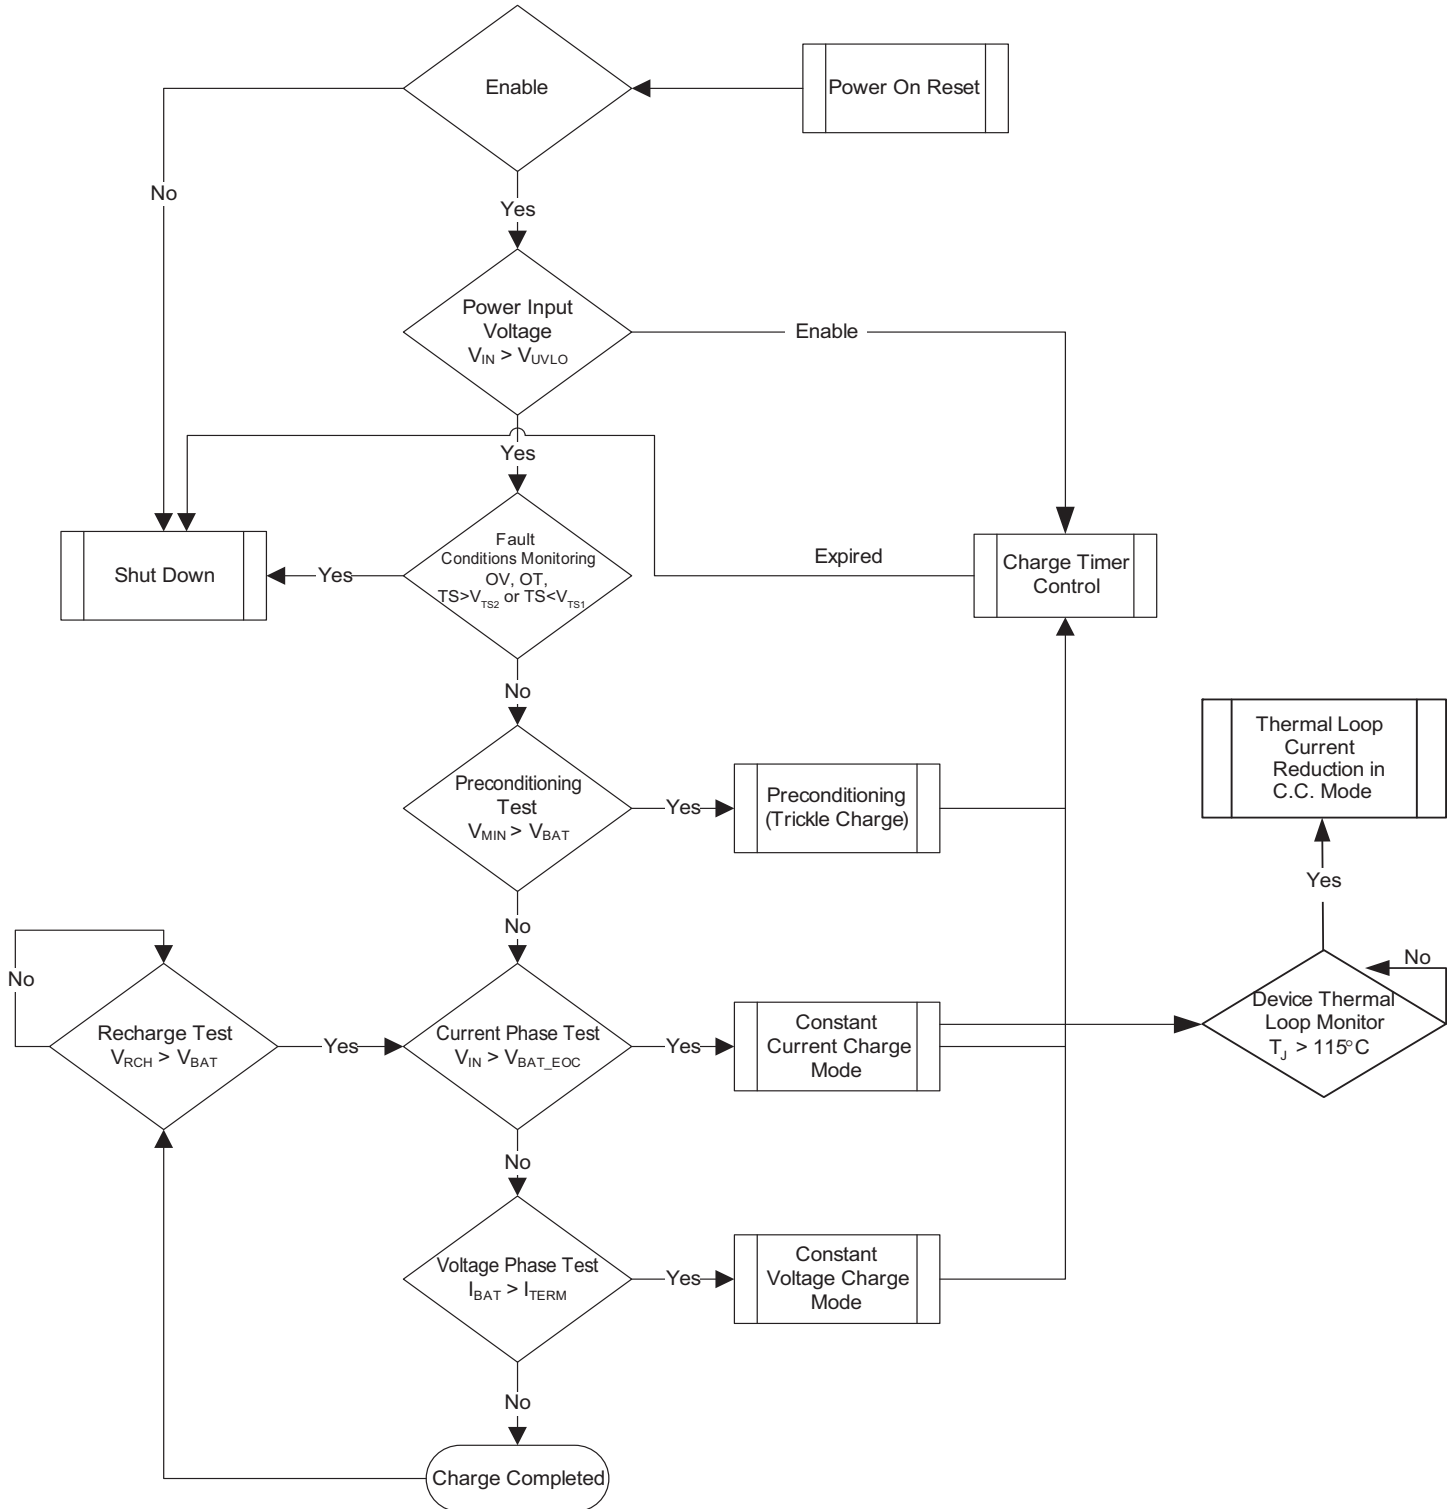 Enable
Power On Reset
No
Yes
Power Input
Voltage
V_IN > V_UVLO
Enable
Yes
Fault
Conditions Monitoring
OV, OT,
TS>V_TS2 or TS<V_TS1
Yes
Shut Down
Expired
Charge Timer
Control
No
Preconditioning
Test
V_MIN > V_BAT
Yes
Preconditioning
(Trickle Charge)
Thermal Loop
Current
Reduction in
C.C. Mode
Yes
No
No
Recharge Test
V_RCH > V_BAT
Yes
Current Phase Test
V_IN > V_BAT_EOC
Yes
Constant
Current Charge
Mode
No
Device Thermal
Loop Monitor
T_J > 115°C
No
Voltage Phase Test
I_BAT > I_TERM
Yes
Constant
Voltage Charge
Mode
No
Charge Completed